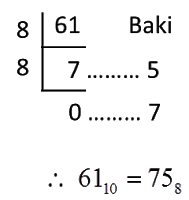 8 61 Baki
8 7 ......... 5
0 ......... 7
∴ 61₁₀ = 75₈